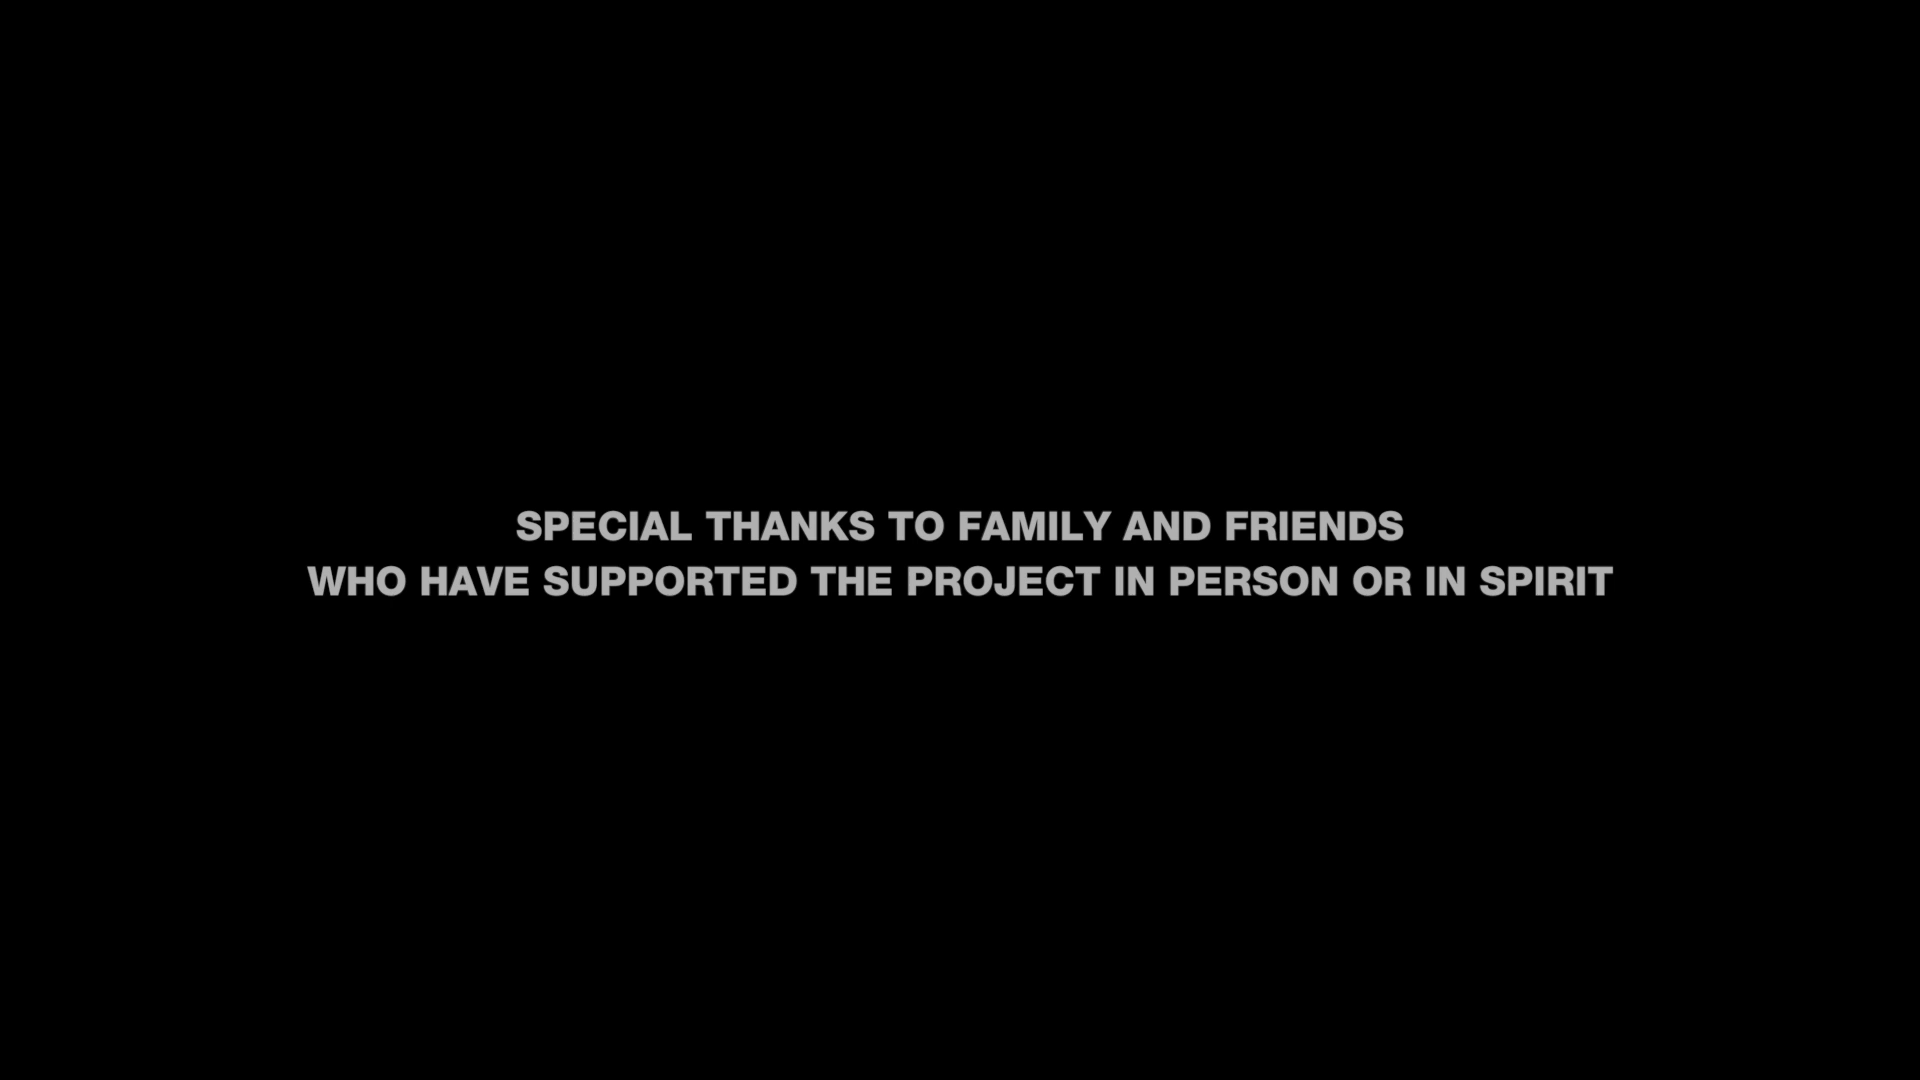 SPECIAL THANKS TO FAMILY AND FRIENDS
WHO HAVE SUPPORTED THE PROJECT IN PERSON OR IN SPIRIT